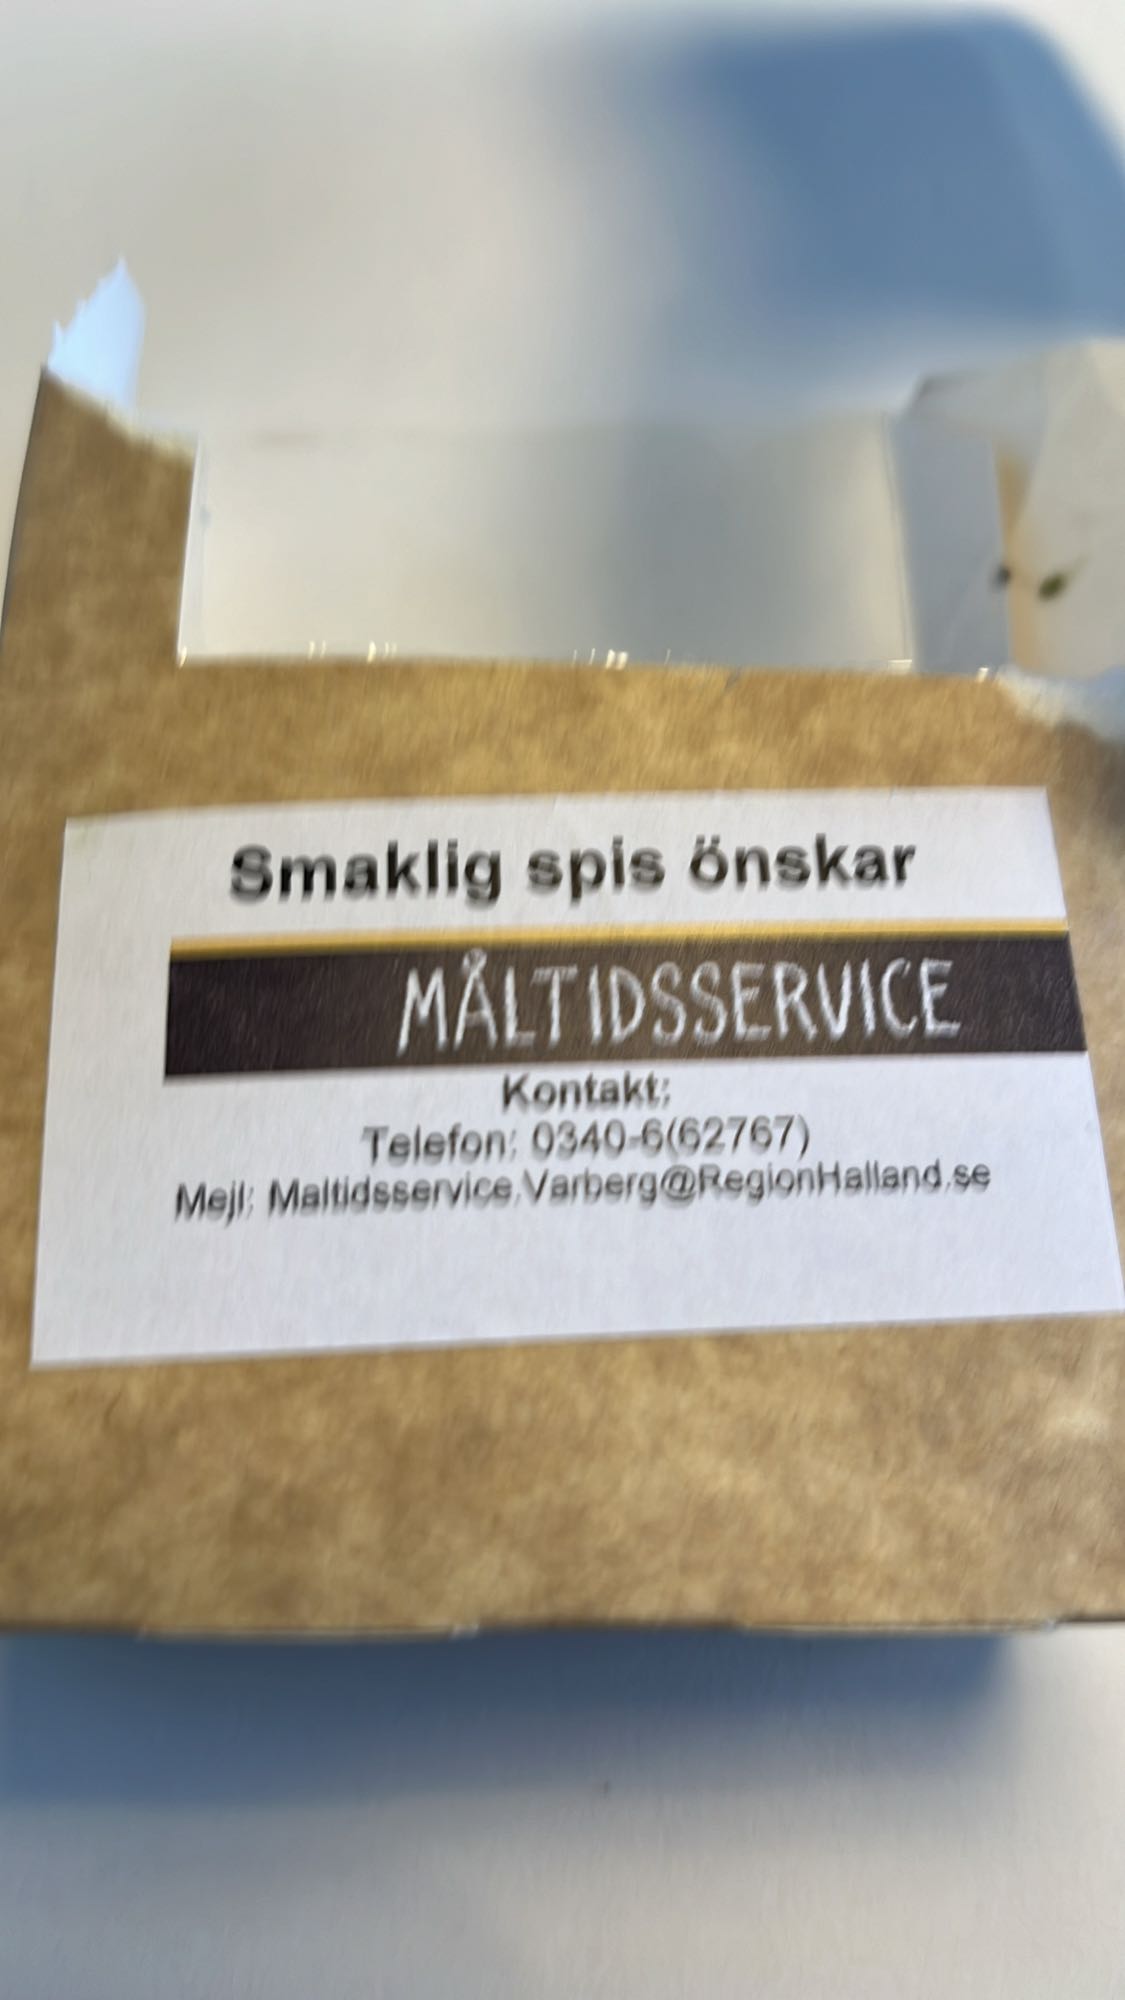 Smaklig spis önskar
MÅLTIDSSERVICE
Kontakt:
Telefon: 0340-6(62767)
Mejl: Maltidsservice.Varberg@RegionHalland.se